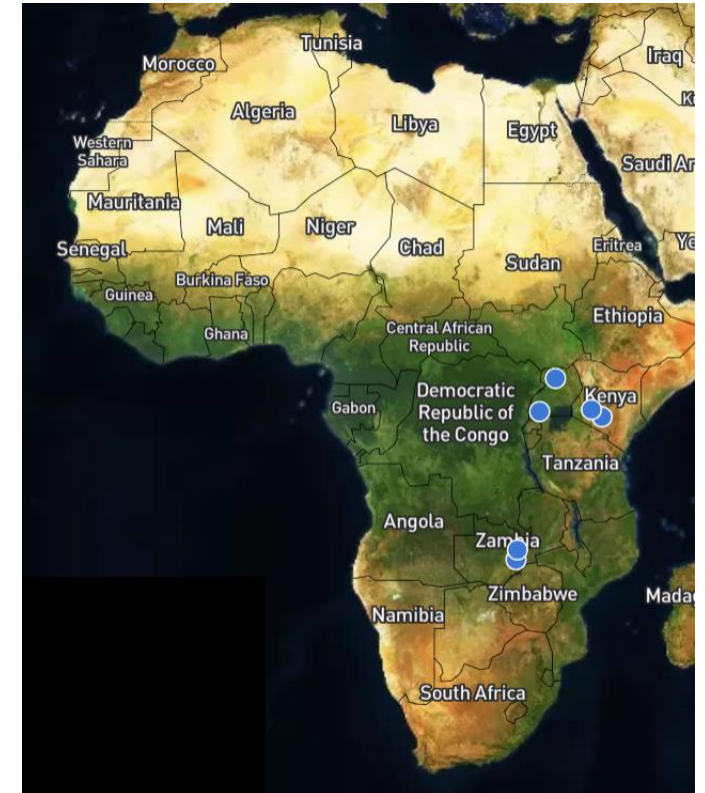 Tunisia
Morocco
Iraq
Algeria
Libya
Egypt
Western
Sahara
Saudi Ar
Mauritania
Mali
Niger
Chad
Sudan
Eritrea
Ye
Senegal
Burkina Faso
Guinea
Ghana
Central African
Republic
Ethiopia
Democratic
Republic of
the Congo
Gabon
Kenya
Tanzania
Angola
Zambia
Zimbabwe
Namibia
Madag
South Africa